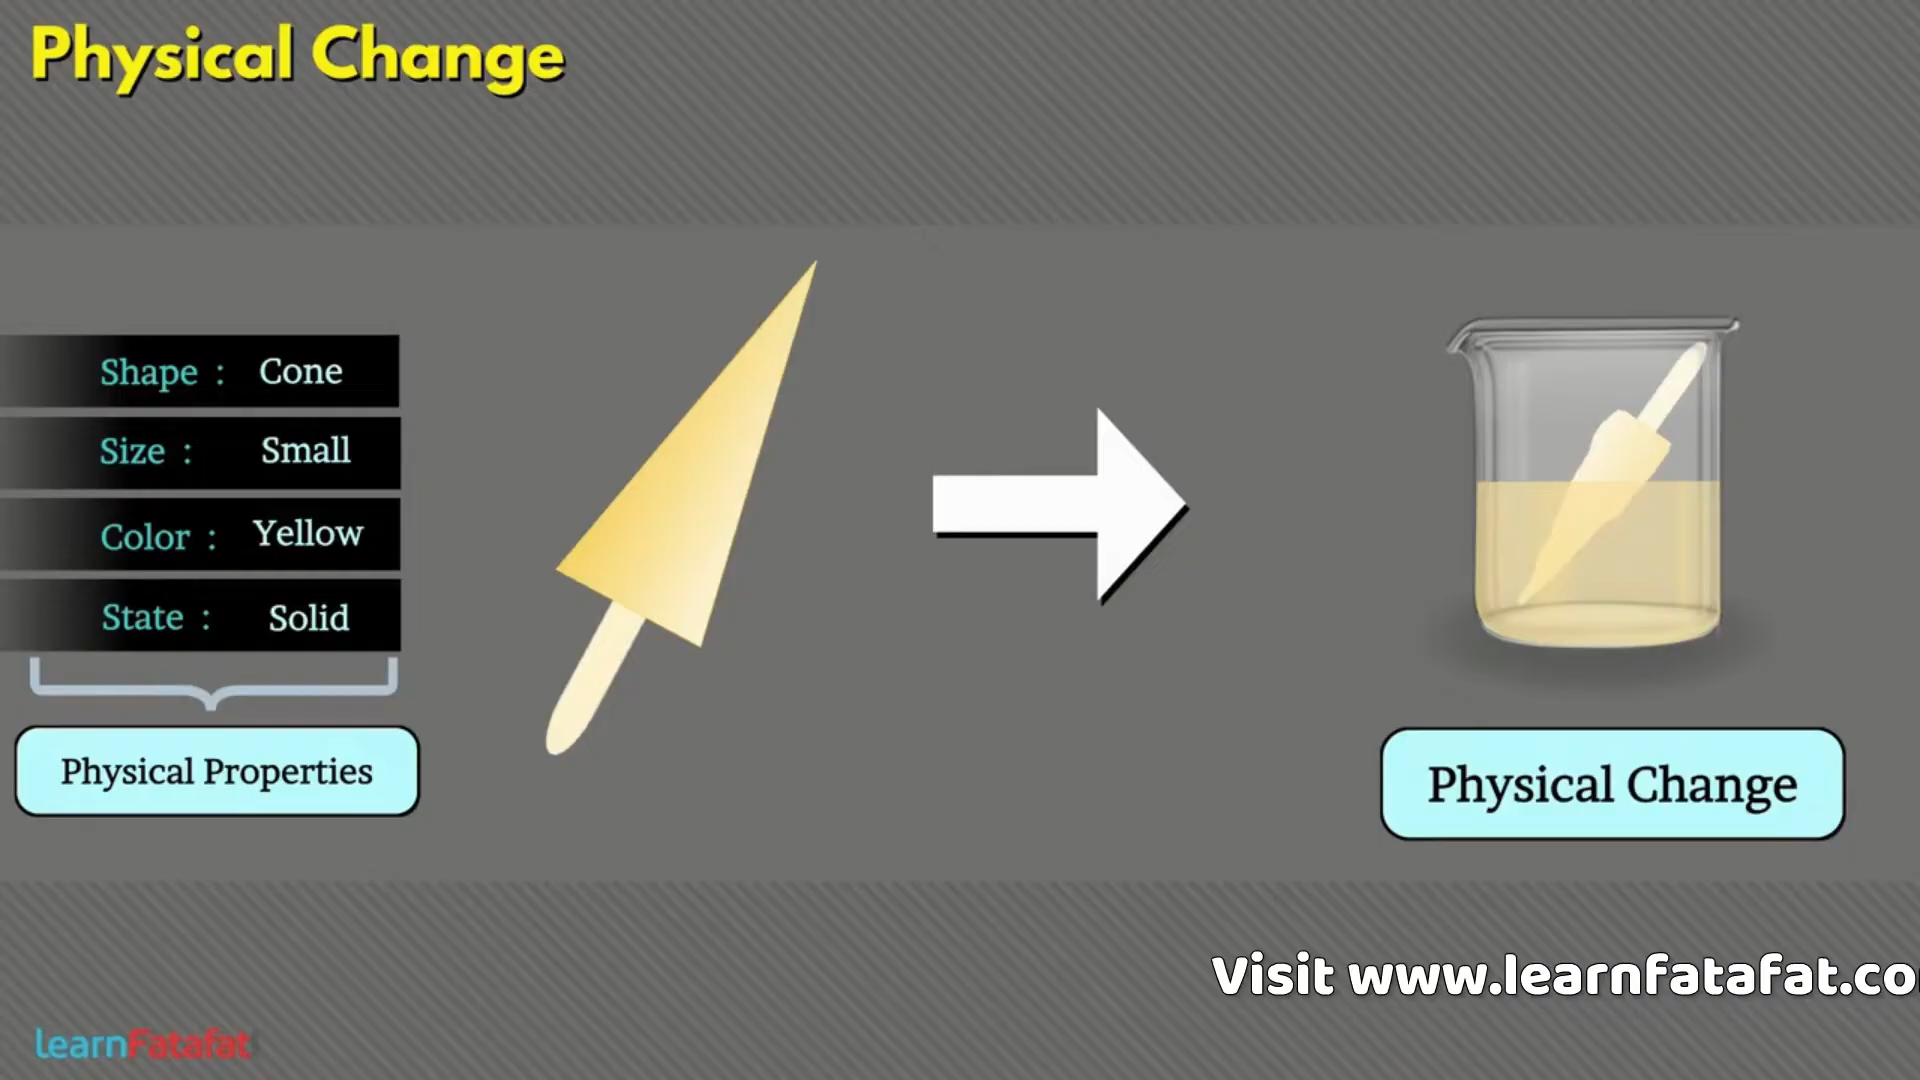 Physical Change
Shape : Cone
Size : Small
Color : Yellow
State : Solid
Physical Properties
Physical Change
Visit www.learnfatafat.co
learnFatafat